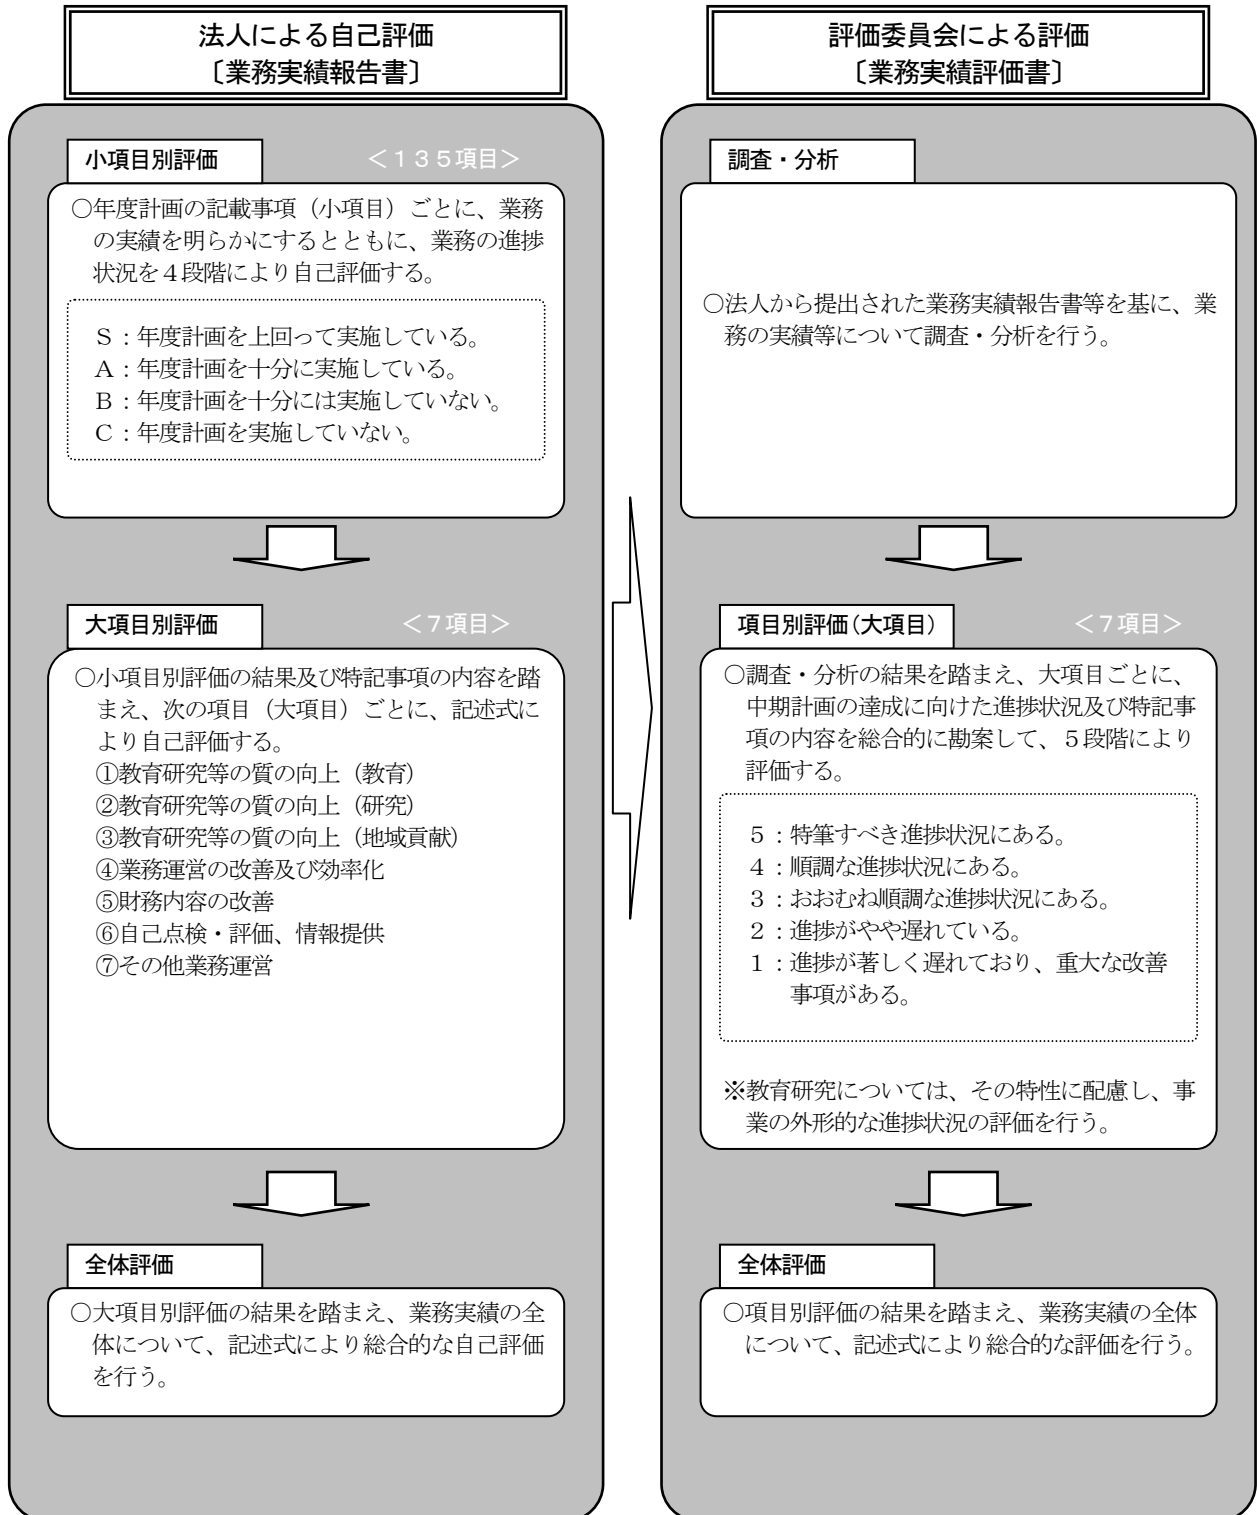 法人による自己評価
〔業務実績報告書〕
小項目別評価
＜１３５項目＞
○年度計画の記載事項（小項目）ごとに、業務
の実績を明らかにするとともに、業務の進捗
状況を４段階により自己評価する。
Ｓ：年度計画を上回って実施している。
Ａ：年度計画を十分に実施している。
Ｂ：年度計画を十分には実施していない。
Ｃ：年度計画を実施していない。
大項目別評価
＜７項目＞
○小項目別評価の結果及び特記事項の内容を踏
まえ、次の項目（大項目）ごとに、記述式に
より自己評価する。
①教育研究等の質の向上（教育）
②教育研究等の質の向上（研究）
③教育研究等の質の向上（地域貢献）
④業務運営の改善及び効率化
⑤財務内容の改善
⑥自己点検・評価、情報提供
⑦その他業務運営
全体評価
○大項目別評価の結果を踏まえ、業務実績の全
体について、記述式により総合的な自己評価
を行う。
評価委員会による評価
〔業務実績評価書〕
調査・分析
○法人から提出された業務実績報告書等を基に、業
務の実績等について調査・分析を行う。
項目別評価（大項目）
＜７項目＞
○調査・分析の結果を踏まえ、大項目ごとに、
中期計画の達成に向けた進捗状況及び特記事
項の内容を総合的に勘案して、５段階により
評価する。
５：特筆すべき進捗状況にある。
４：順調な進捗状況にある。
３：おおむね順調な進捗状況にある。
２：進捗がやや遅れている。
１：進捗が著しく遅れており、重大な改善
事項がある。
※教育研究については、その特性に配慮し、事
業の外形的な進捗状況の評価を行う。
全体評価
○項目別評価の結果を踏まえ、業務実績の全体
について、記述式により総合的な評価を行う。